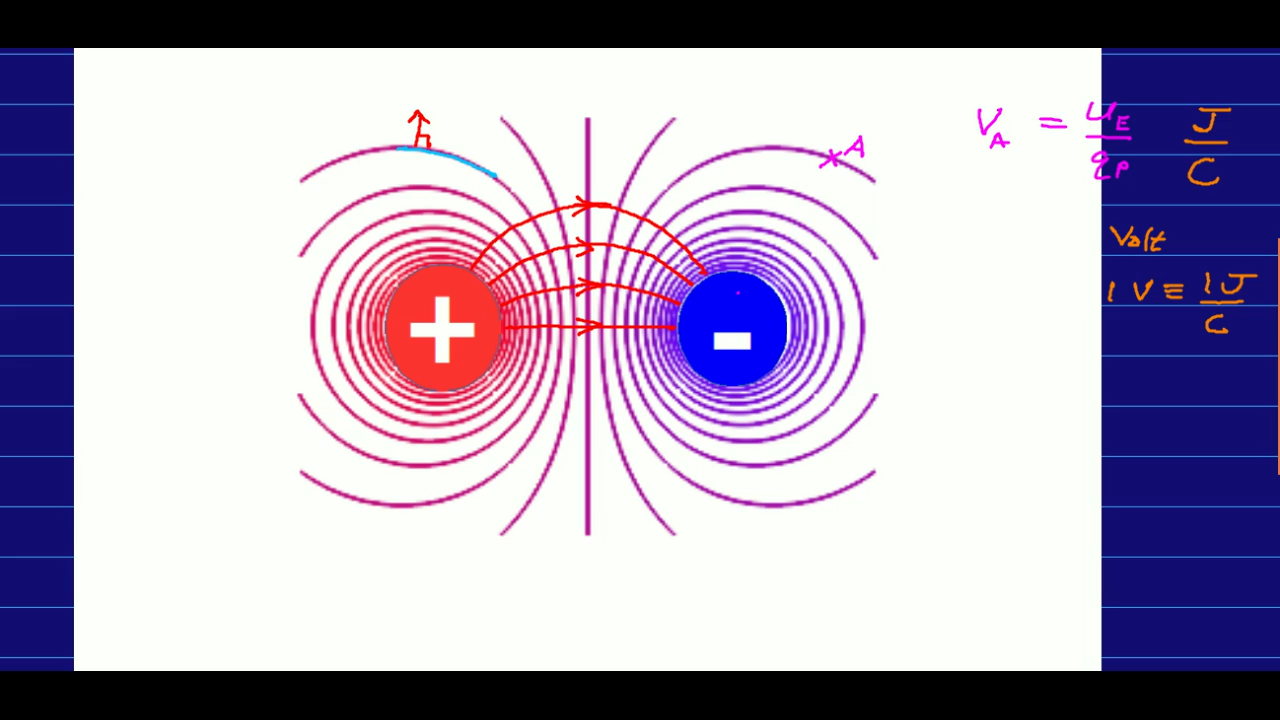 +
-
A
V_A = U_E / q_P J / C
Volt
1 V ≡ 1 J / C